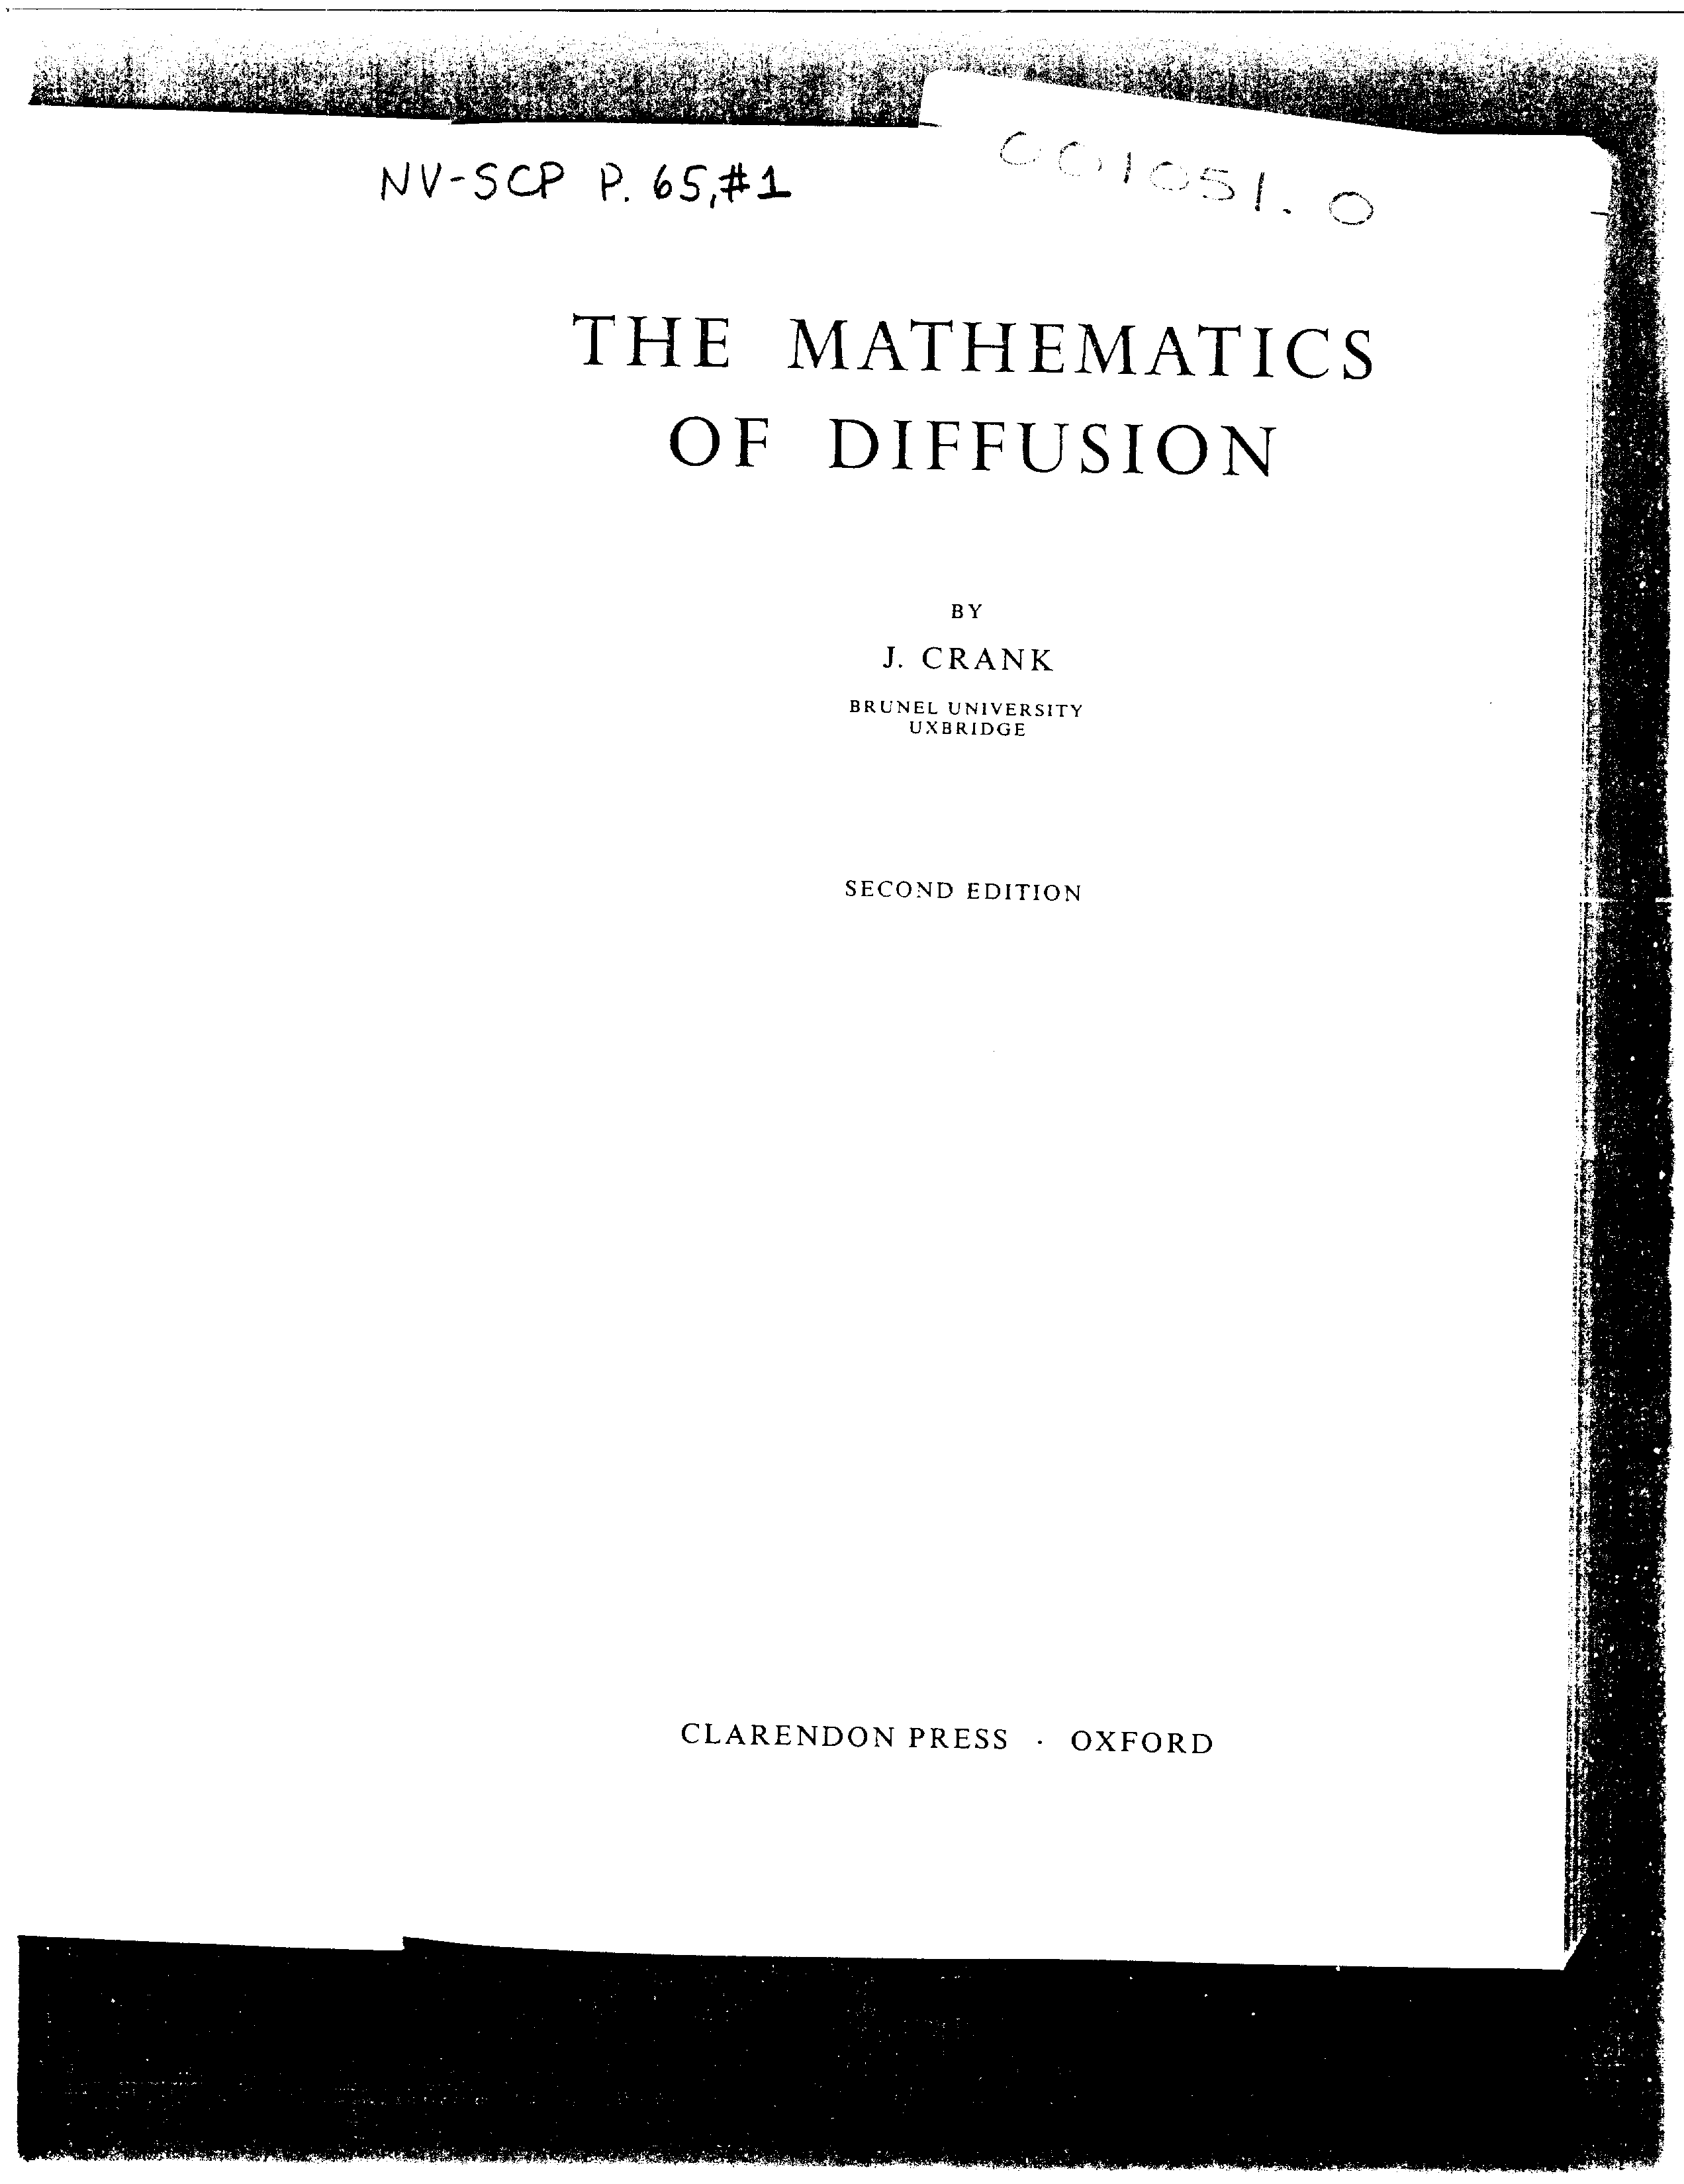 NV-SCP P. 65,#1
001051.0
THE MATHEMATICS
OF DIFFUSION
BY
J. CRANK
BRUNEL UNIVERSITY
UXBRIDGE
SECOND EDITION
CLARENDON PRESS · OXFORD